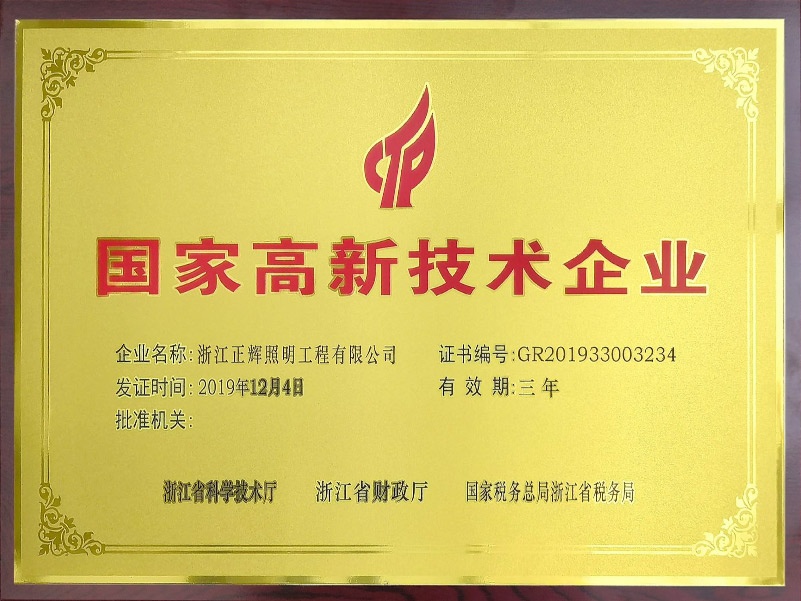 CTP
国家高新技术企业
企业名称:浙江正辉照明工程有限公司 证书编号:GR201933003234
发证时间:2019年12月4日 有效期:三年
批准机关:
浙江省科学技术厅 浙江省财政厅 国家税务总局浙江省税务局